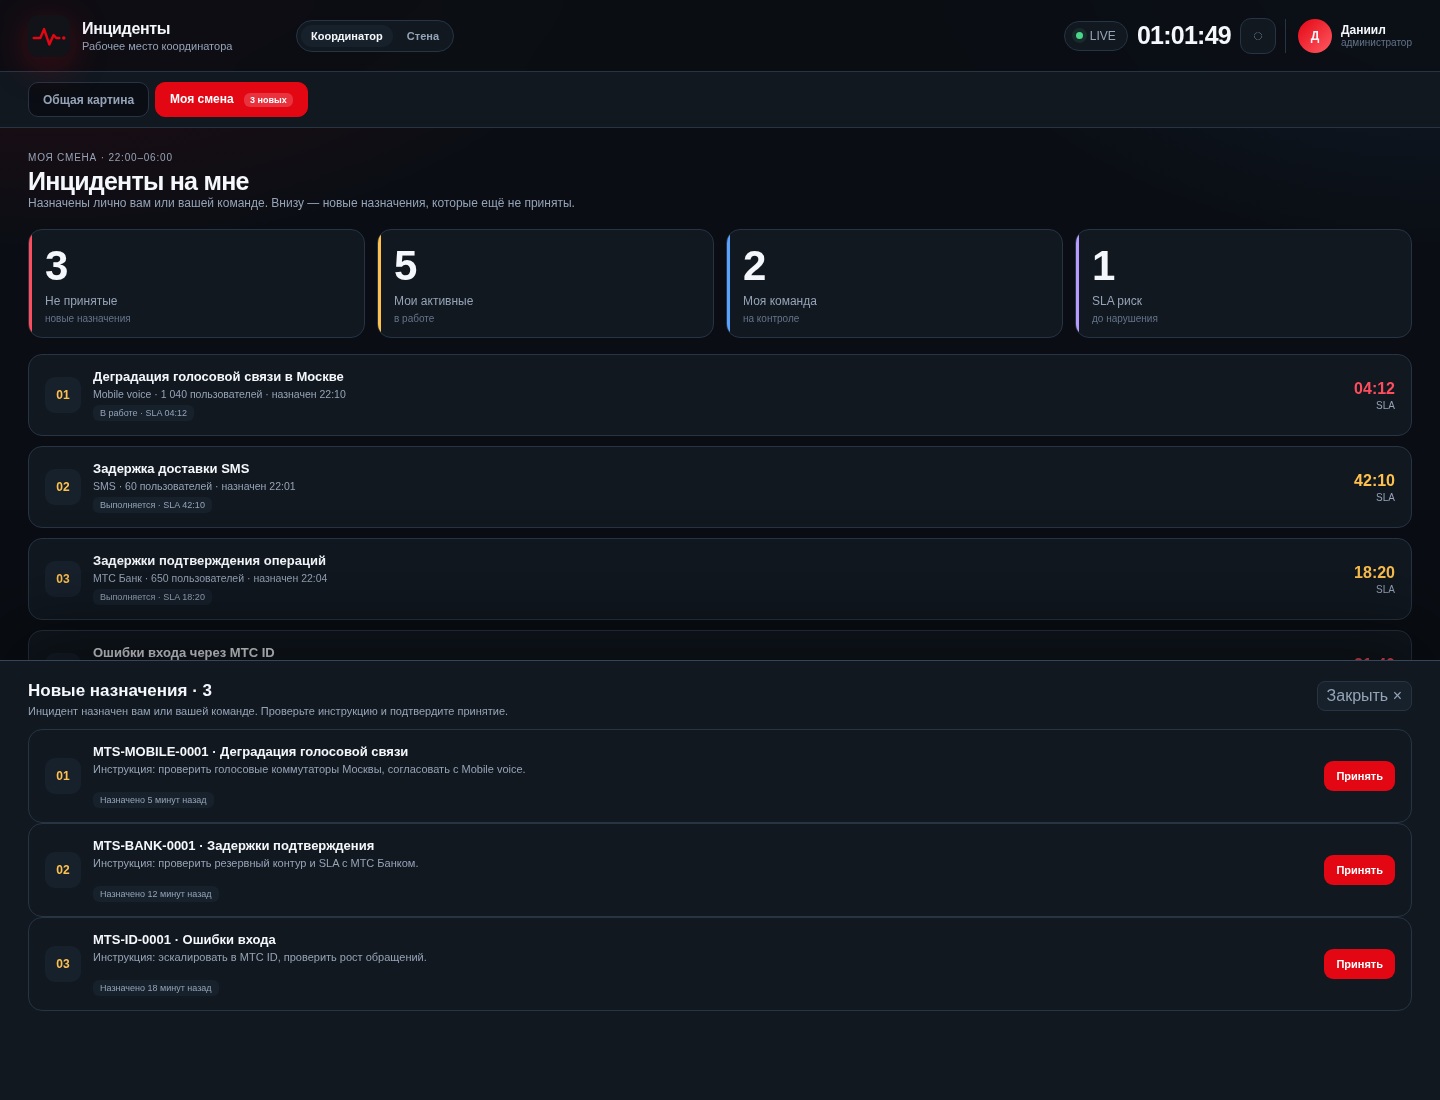 Инциденты
Рабочее место координатора
Координатор
Стена
LIVE
01:01:49
Д
Даниил
администратор
Общая картина
Моя смена
3 новых
МОЯ СМЕНА · 22:00–06:00
Инциденты на мне
Назначены лично вам или вашей команде. Внизу — новые назначения, которые ещё не приняты.
3
Не принятые
новые назначения
5
Мои активные
в работе
2
Моя команда
на контроле
1
SLA риск
до нарушения
01
Деградация голосовой связи в Москве
Mobile voice · 1 040 пользователей · назначен 22:10
В работе · SLA 04:12
04:12
SLA
02
Задержка доставки SMS
SMS · 60 пользователей · назначен 22:01
Выполняется · SLA 42:10
42:10
SLA
03
Задержки подтверждения операций
МТС Банк · 650 пользователей · назначен 22:04
Выполняется · SLA 18:20
18:20
SLA
Ошибки входа через МТС ID
Новые назначения · 3
Инцидент назначен вам или вашей команде. Проверьте инструкцию и подтвердите принятие.
Закрыть ×
01
MTS-MOBILE-0001 · Деградация голосовой связи
Инструкция: проверить голосовые коммутаторы Москвы, согласовать с Mobile voice.
Назначено 5 минут назад
Принять
02
MTS-BANK-0001 · Задержки подтверждения
Инструкция: проверить резервный контур и SLA с МТС Банком.
Назначено 12 минут назад
Принять
03
MTS-ID-0001 · Ошибки входа
Инструкция: эскалировать в МТС ID, проверить рост обращений.
Назначено 18 минут назад
Принять